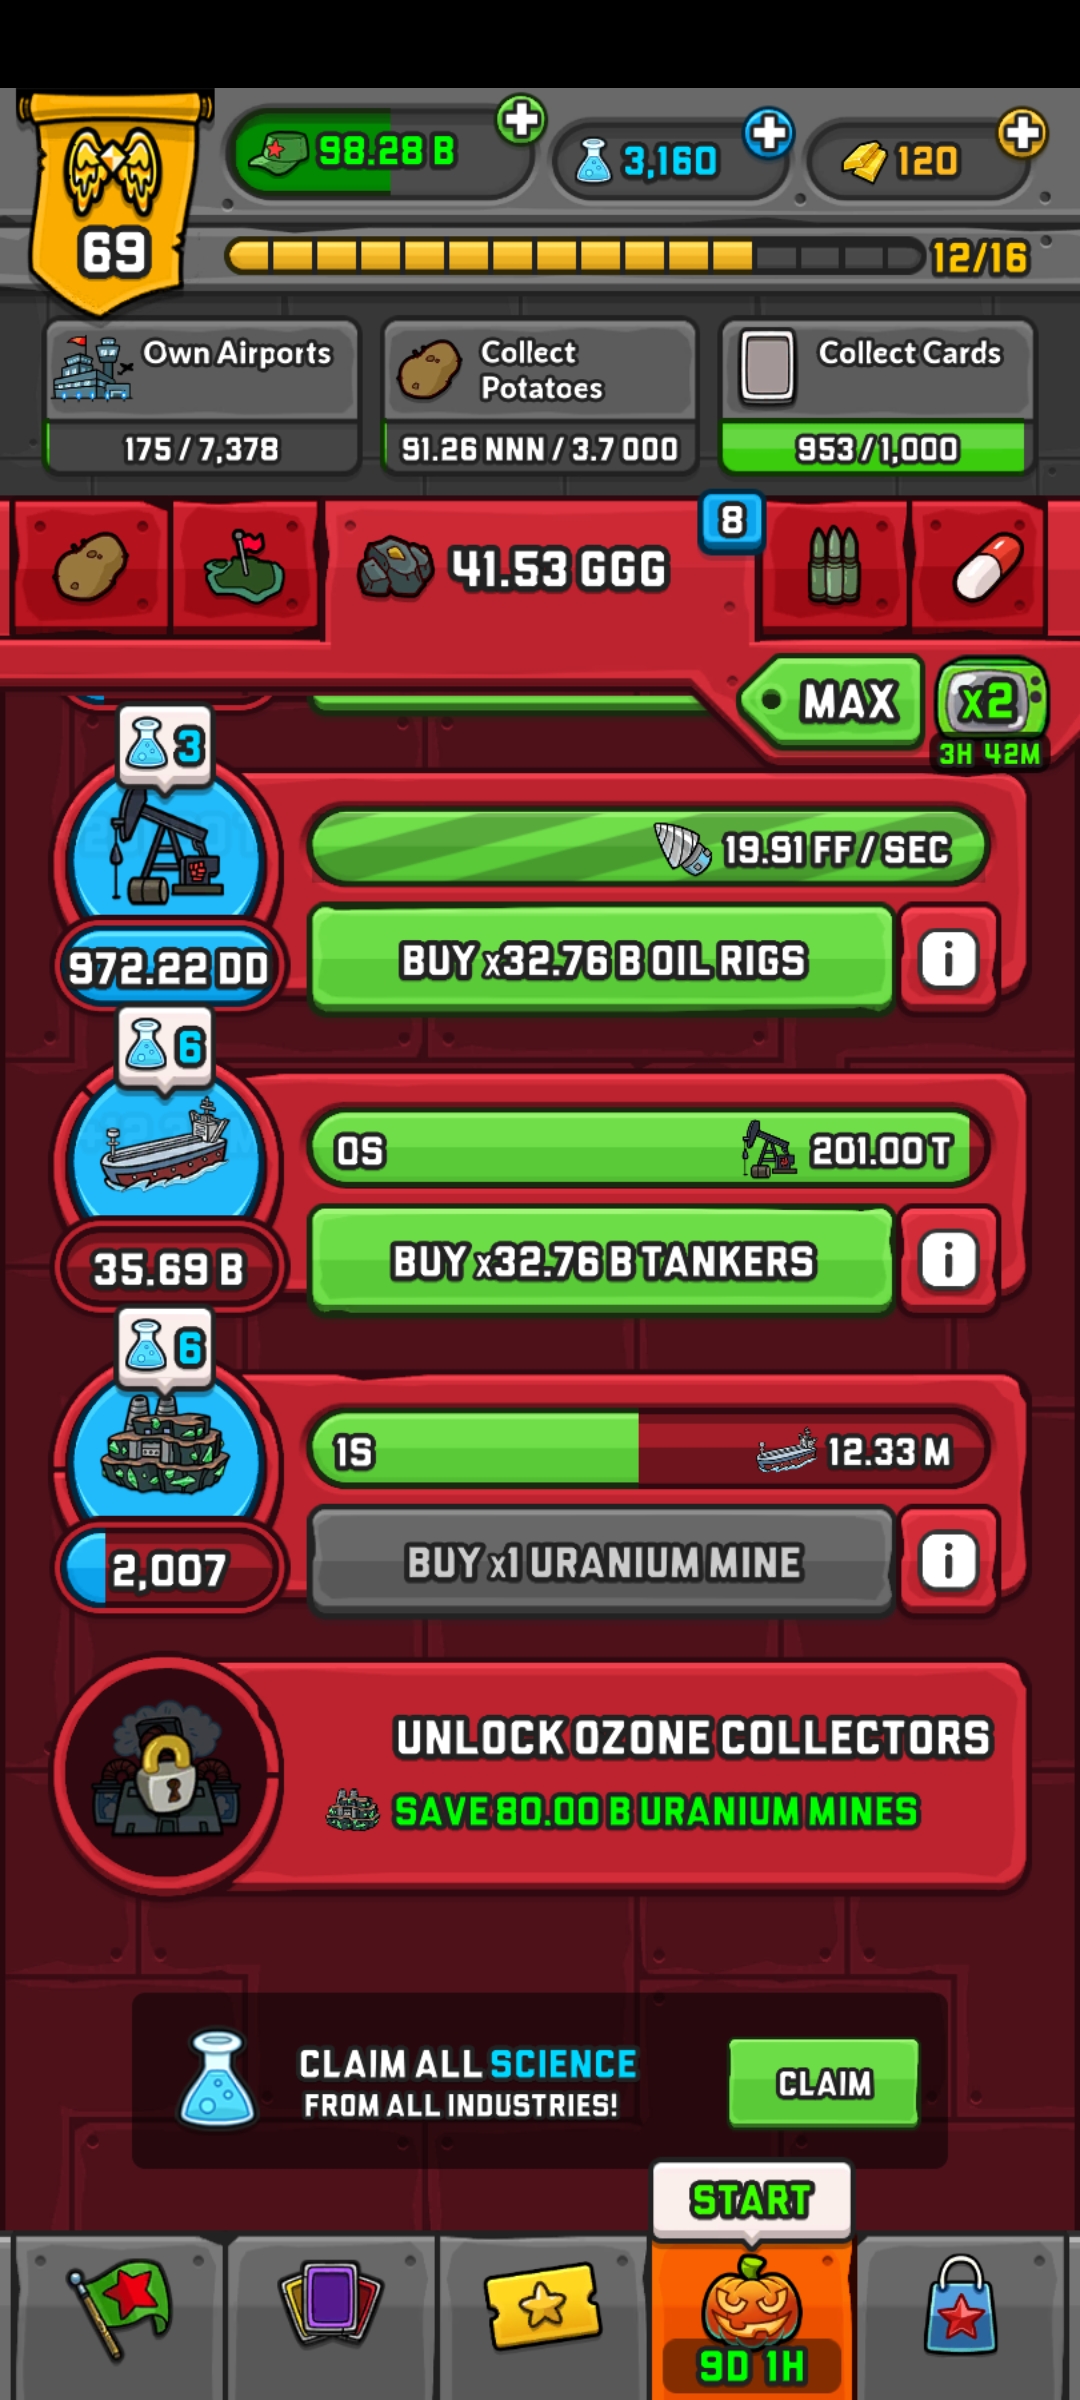 98.28 B
3,160
120
69
12/16
Own Airports
175 / 7,378
Collect
Potatoes
91.26 NNN / 3.7 OOO
Collect Cards
953 / 1,000
41.53 GGG
8
MAX
x2
3H 42M
3
19.91 FF / SEC
972.22 DD
BUY x32.76 B OIL RIGS
i
6
0S
201.00 T
35.69 B
BUY x32.76 B TANKERS
i
6
1S
12.33 M
2,007
BUY x1 URANIUM MINE
i
UNLOCK OZONE COLLECTORS
SAVE 80.00 B URANIUM MINES
CLAIM ALL SCIENCE
FROM ALL INDUSTRIES!
CLAIM
START
9D 1H